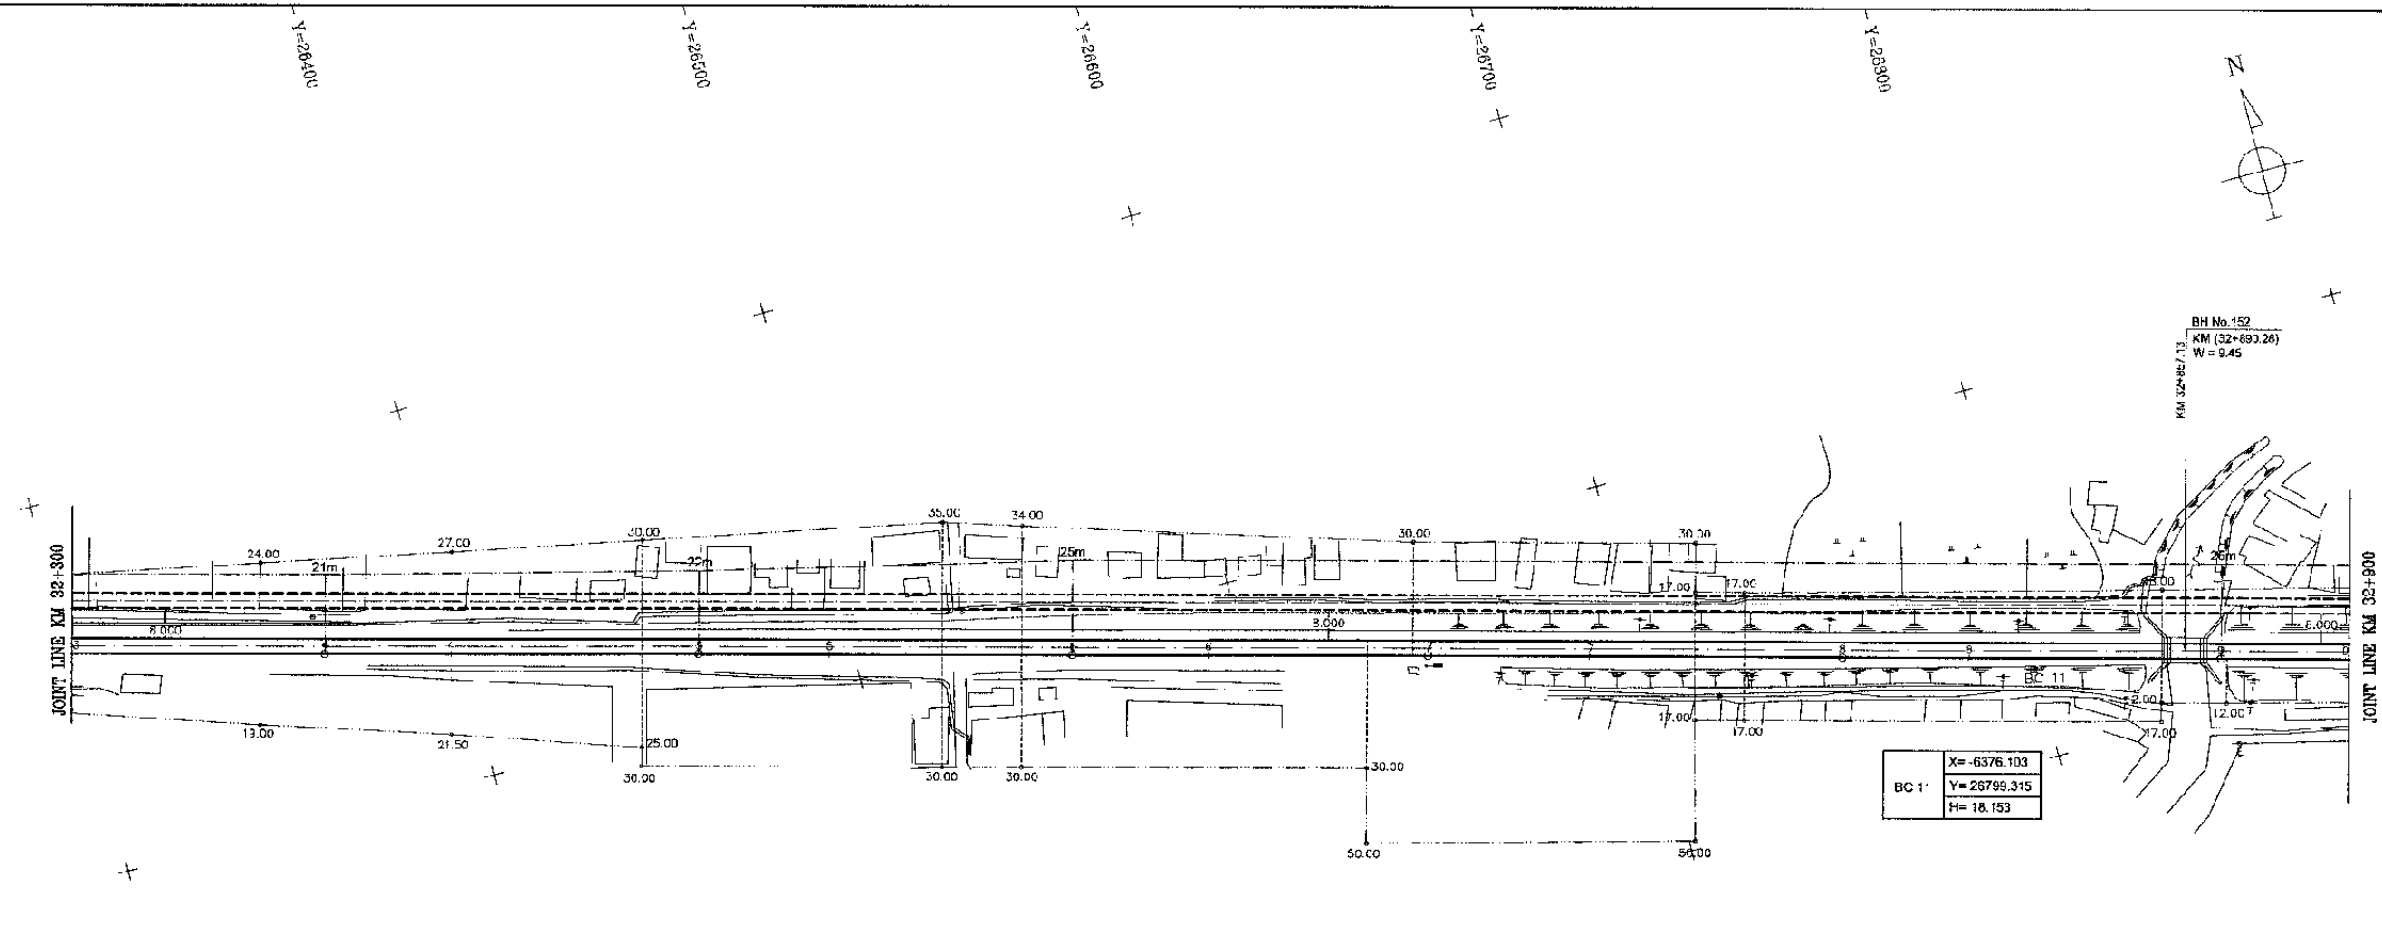 Y=26400
Y=26500
Y=26600
Y=26700
Y=26800
N
BH No.152
KM (32+890.26)
W = 9.45
KM 32+857.13
JOINT LINE KM 32+300
JOINT LINE KM 32+900
24.00
27.00
30.00
35.00
34.00
30.00
30.00
21m
22m
25m
26m
17.00
17.00
8.000
8.000
8.000
BC 11
19.00
21.50
25.00
30.00
30.00
30.00
30.00
50.00
50.00
17.00
17.00
17.00
12.00
BC 11
X= -6376.103
Y= 26799.315
H= 18.153